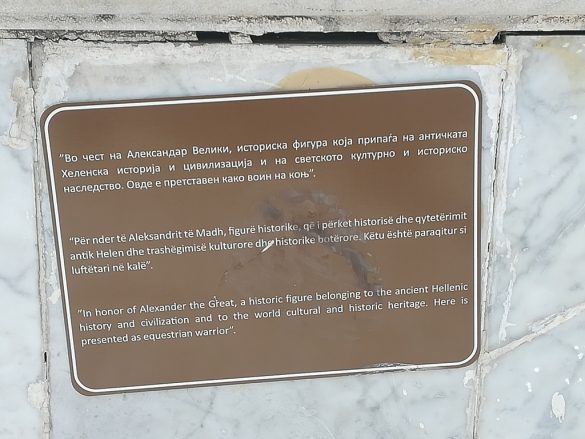 "Во чест на Александар Велики, историска фигура која припаѓа на античката
Хеленска историја и цивилизација и на светското културно и историско
наследство. Овде е претставен како воин на коњ".
"Për nder të Aleksandrit të Madh, figurë historike, që i përket historisë dhe qytetërimit
antik Helen dhe trashëgimisë kulturore dhe historike botërore. Këtu është paraqitur si
luftëtari në kalë".
"In honor of Alexander the Great, a historic figure belonging to the ancient Hellenic
history and civilization and to the world cultural and historic heritage. Here is
presented as equestrian warrior".